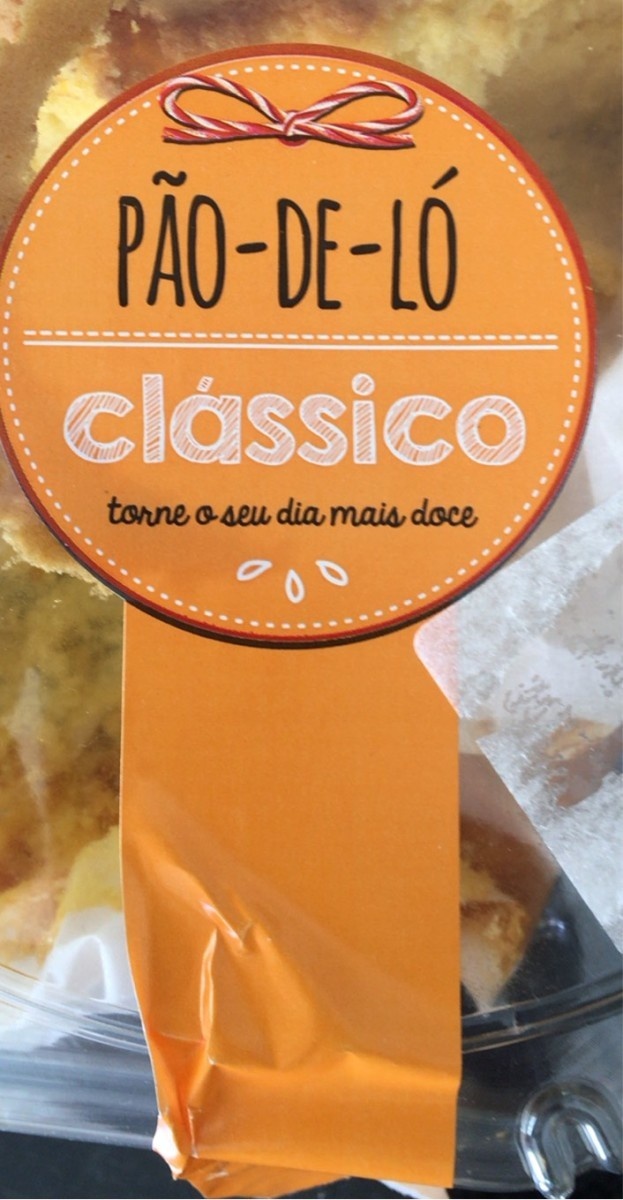 PÃO-DE-LÓ
clássico
torne o seu dia mais doce